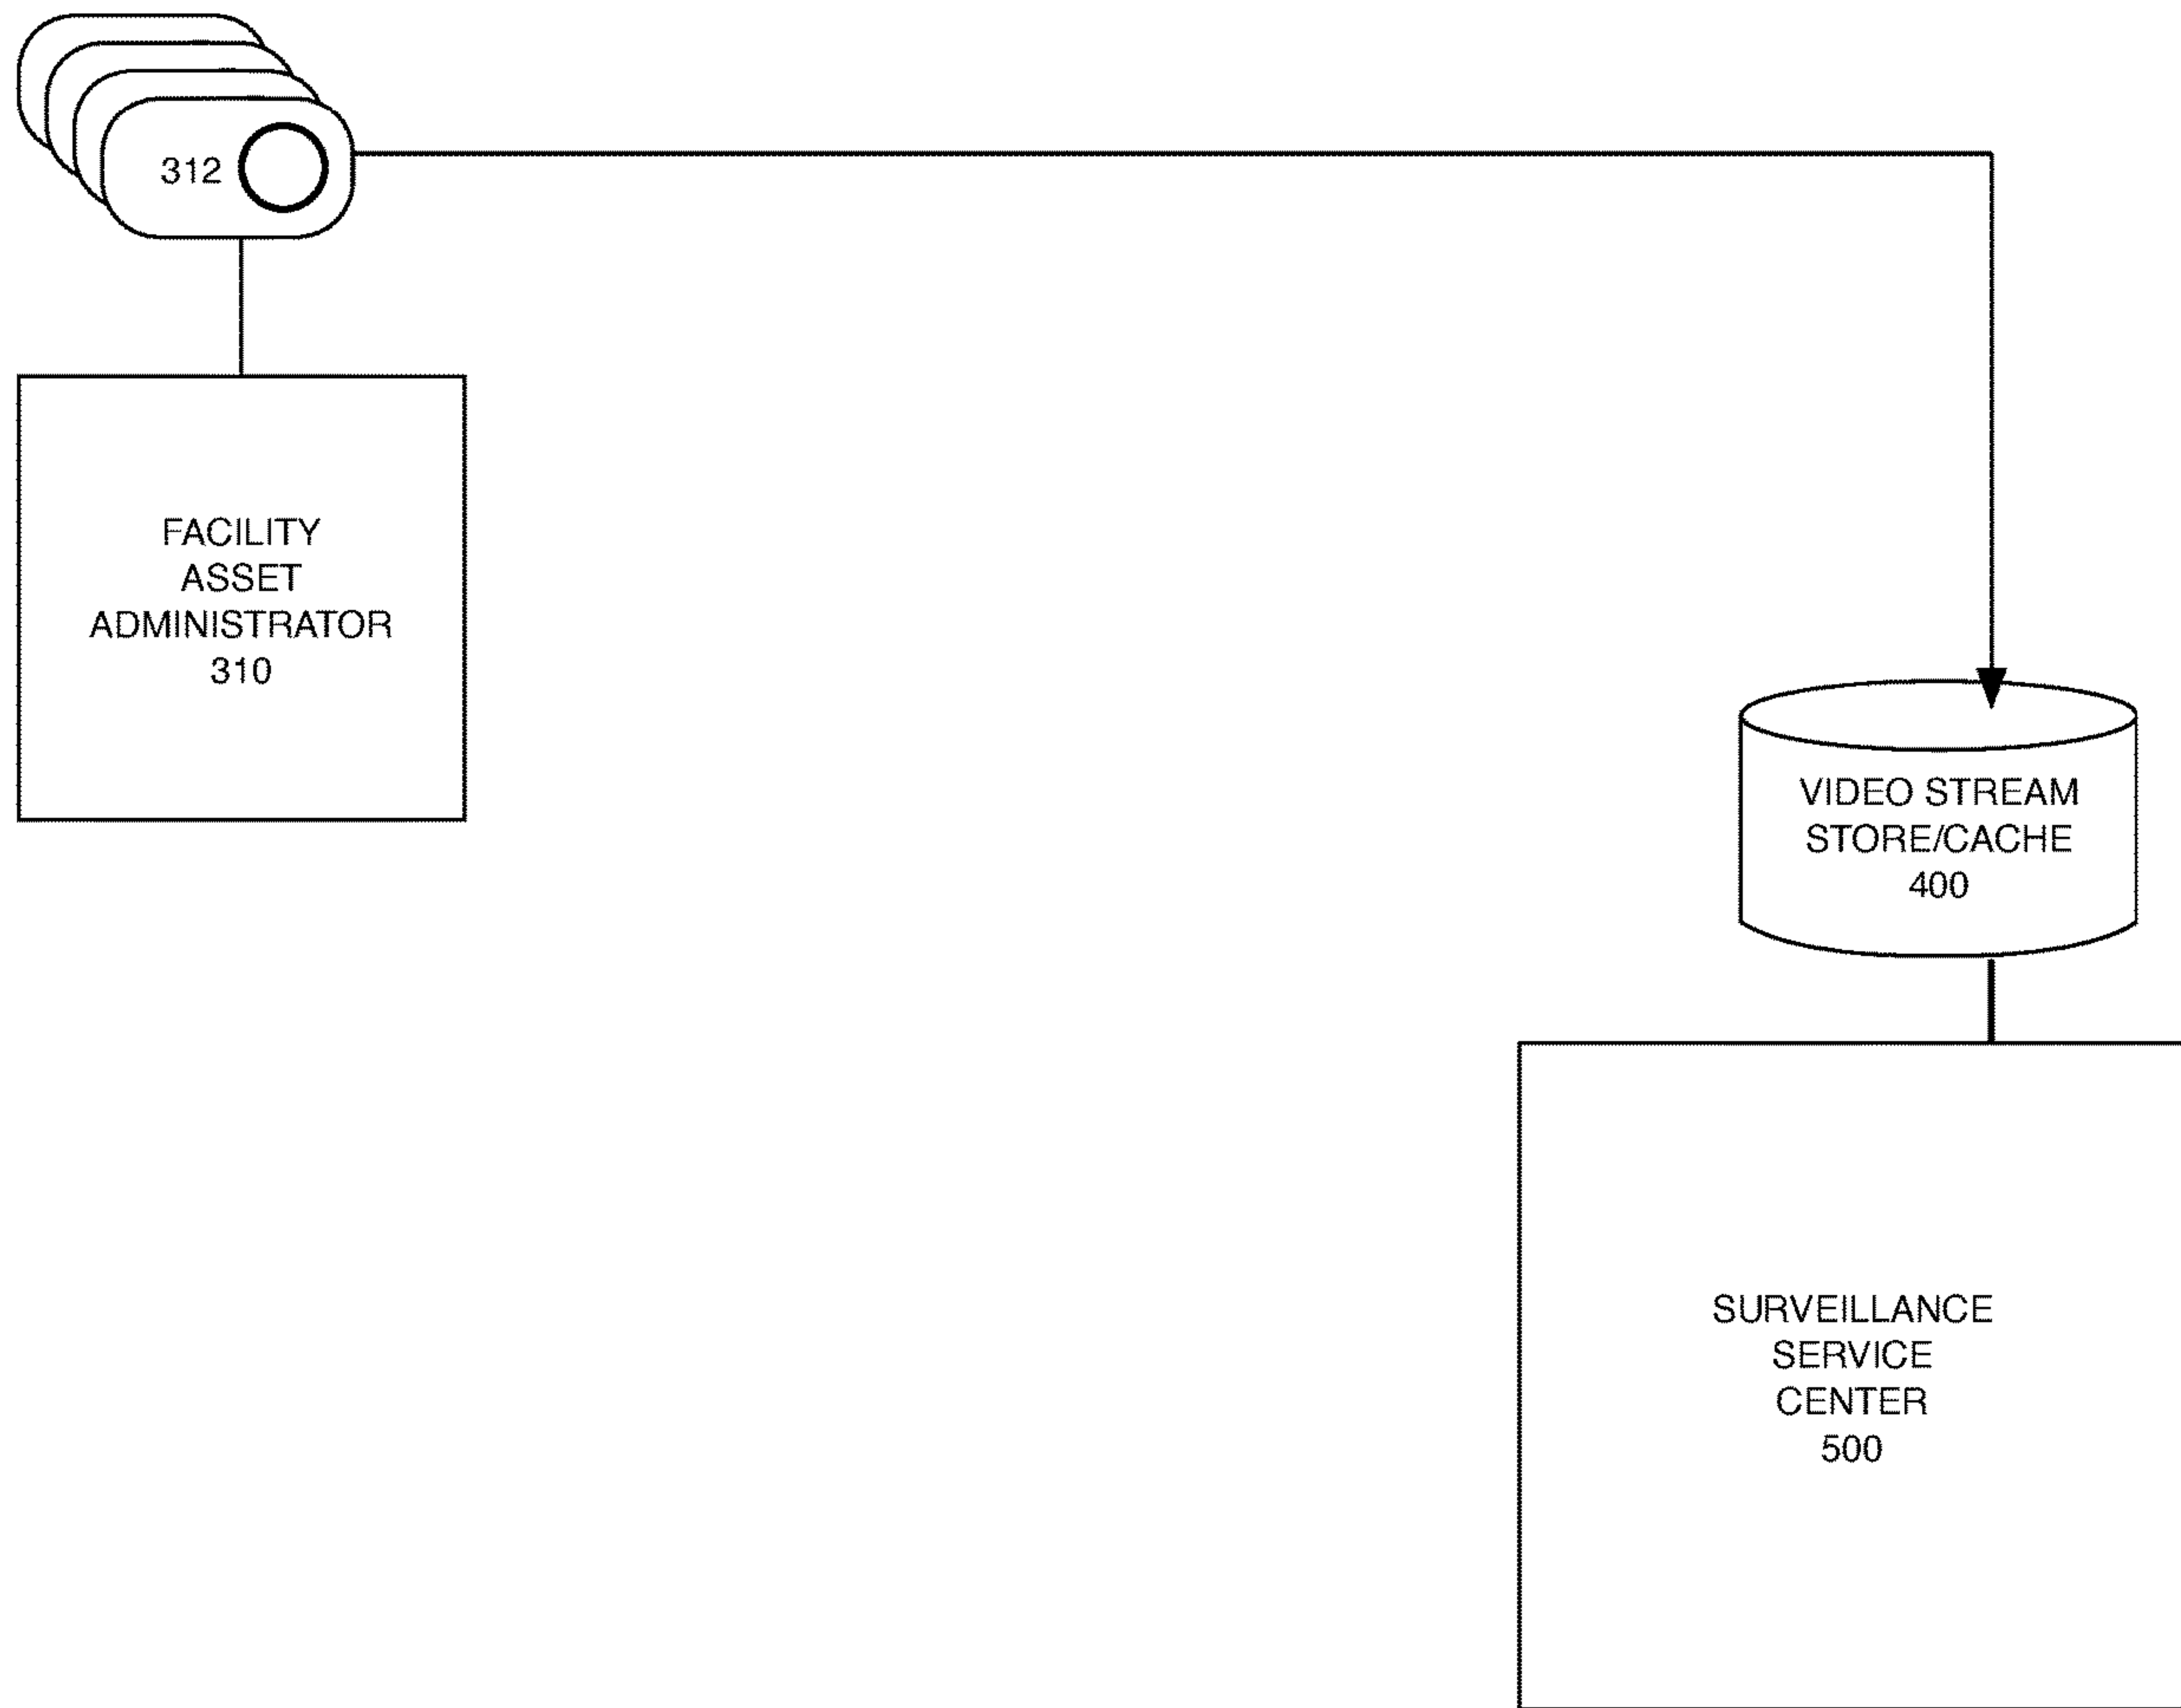 312
FACILITY
ASSET
ADMINISTRATOR
310
VIDEO STREAM
STORE/CACHE
400
SURVEILLANCE
SERVICE
CENTER
500